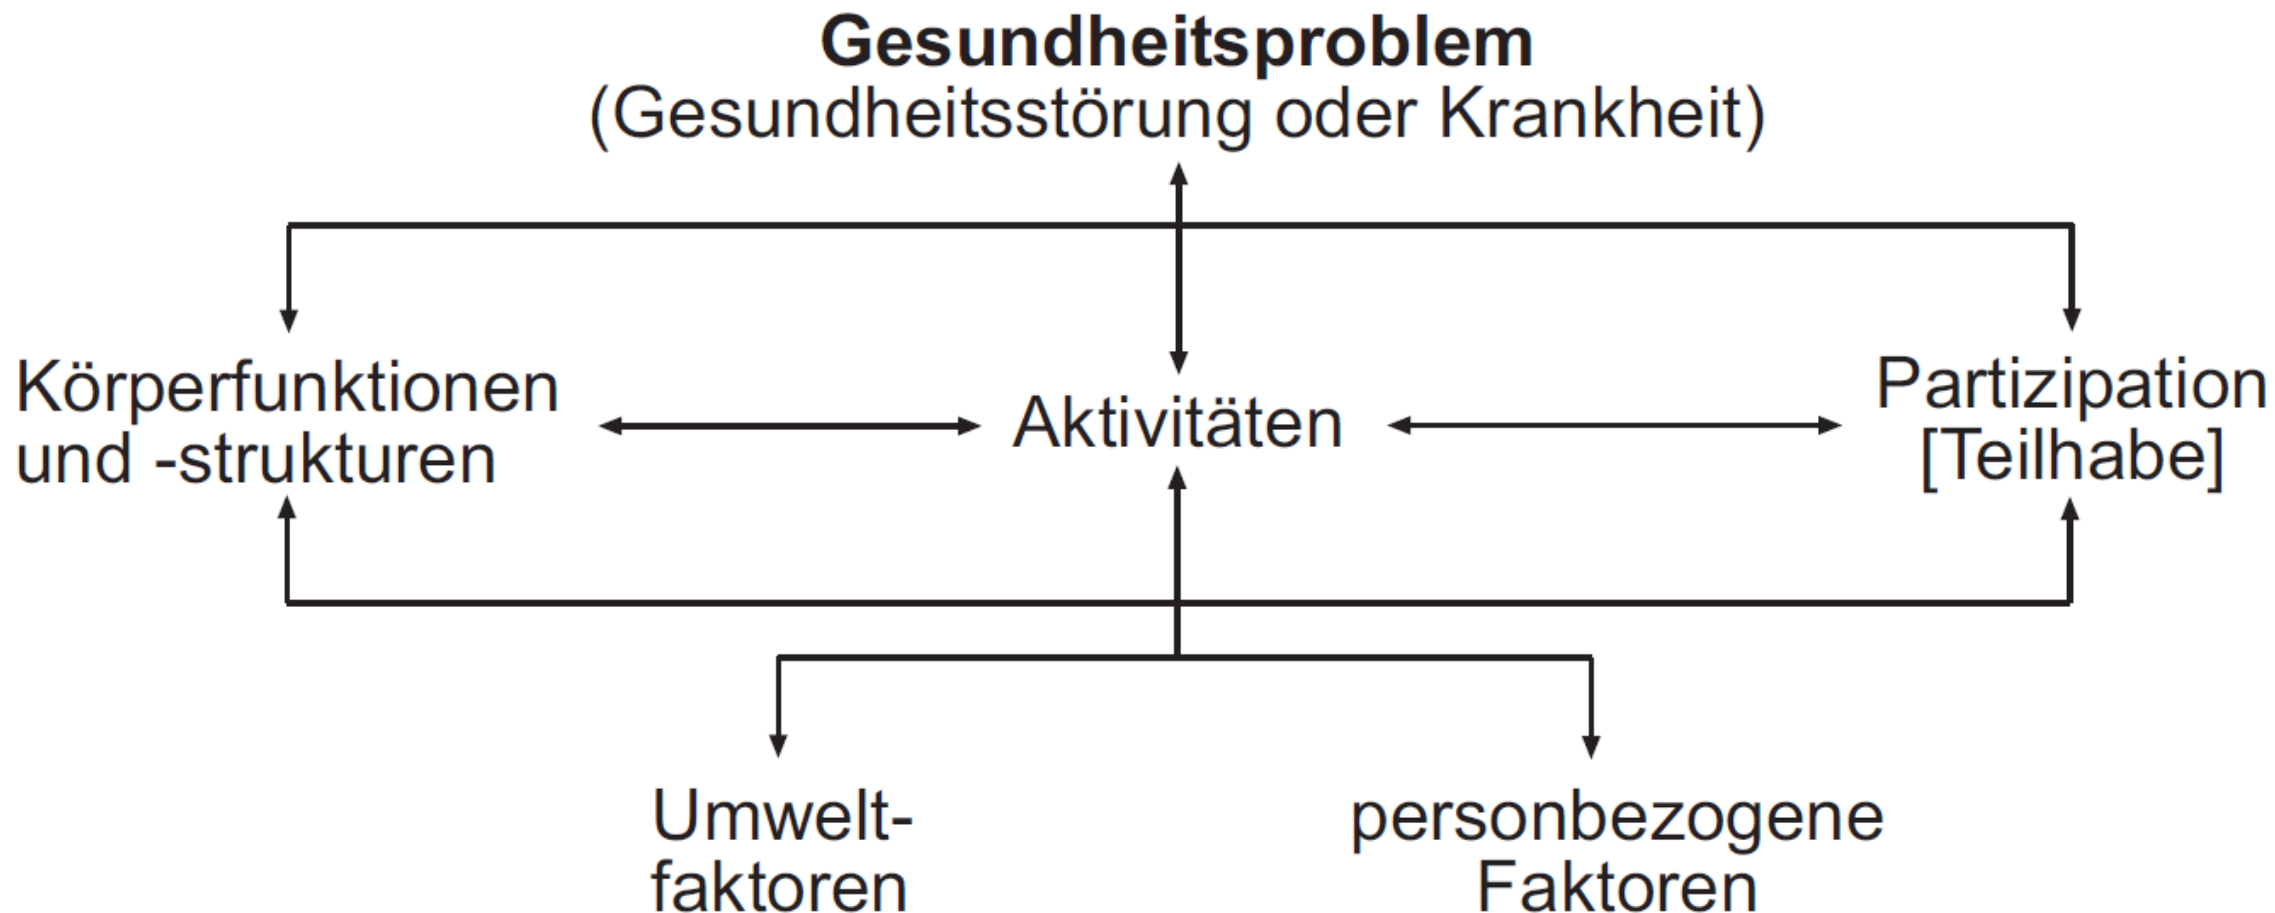 Gesundheitsproblem
(Gesundheitsstörung oder Krankheit)
Körperfunktionen
und -strukturen
Aktivitäten
Partizipation
[Teilhabe]
Umwelt-
faktoren
personbezogene
Faktoren